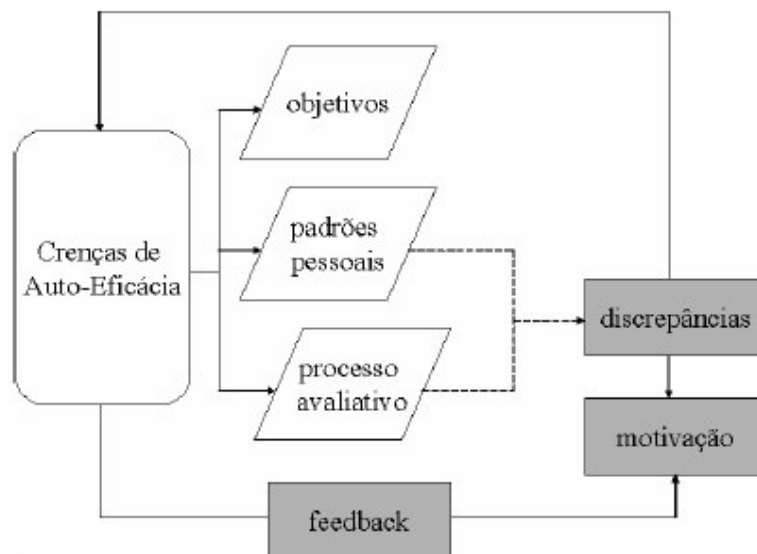 objetivos
Crenças de
Auto-Eficácia
padrões
pessoais
processo
avaliativo
discrepâncias
motivação
feedback